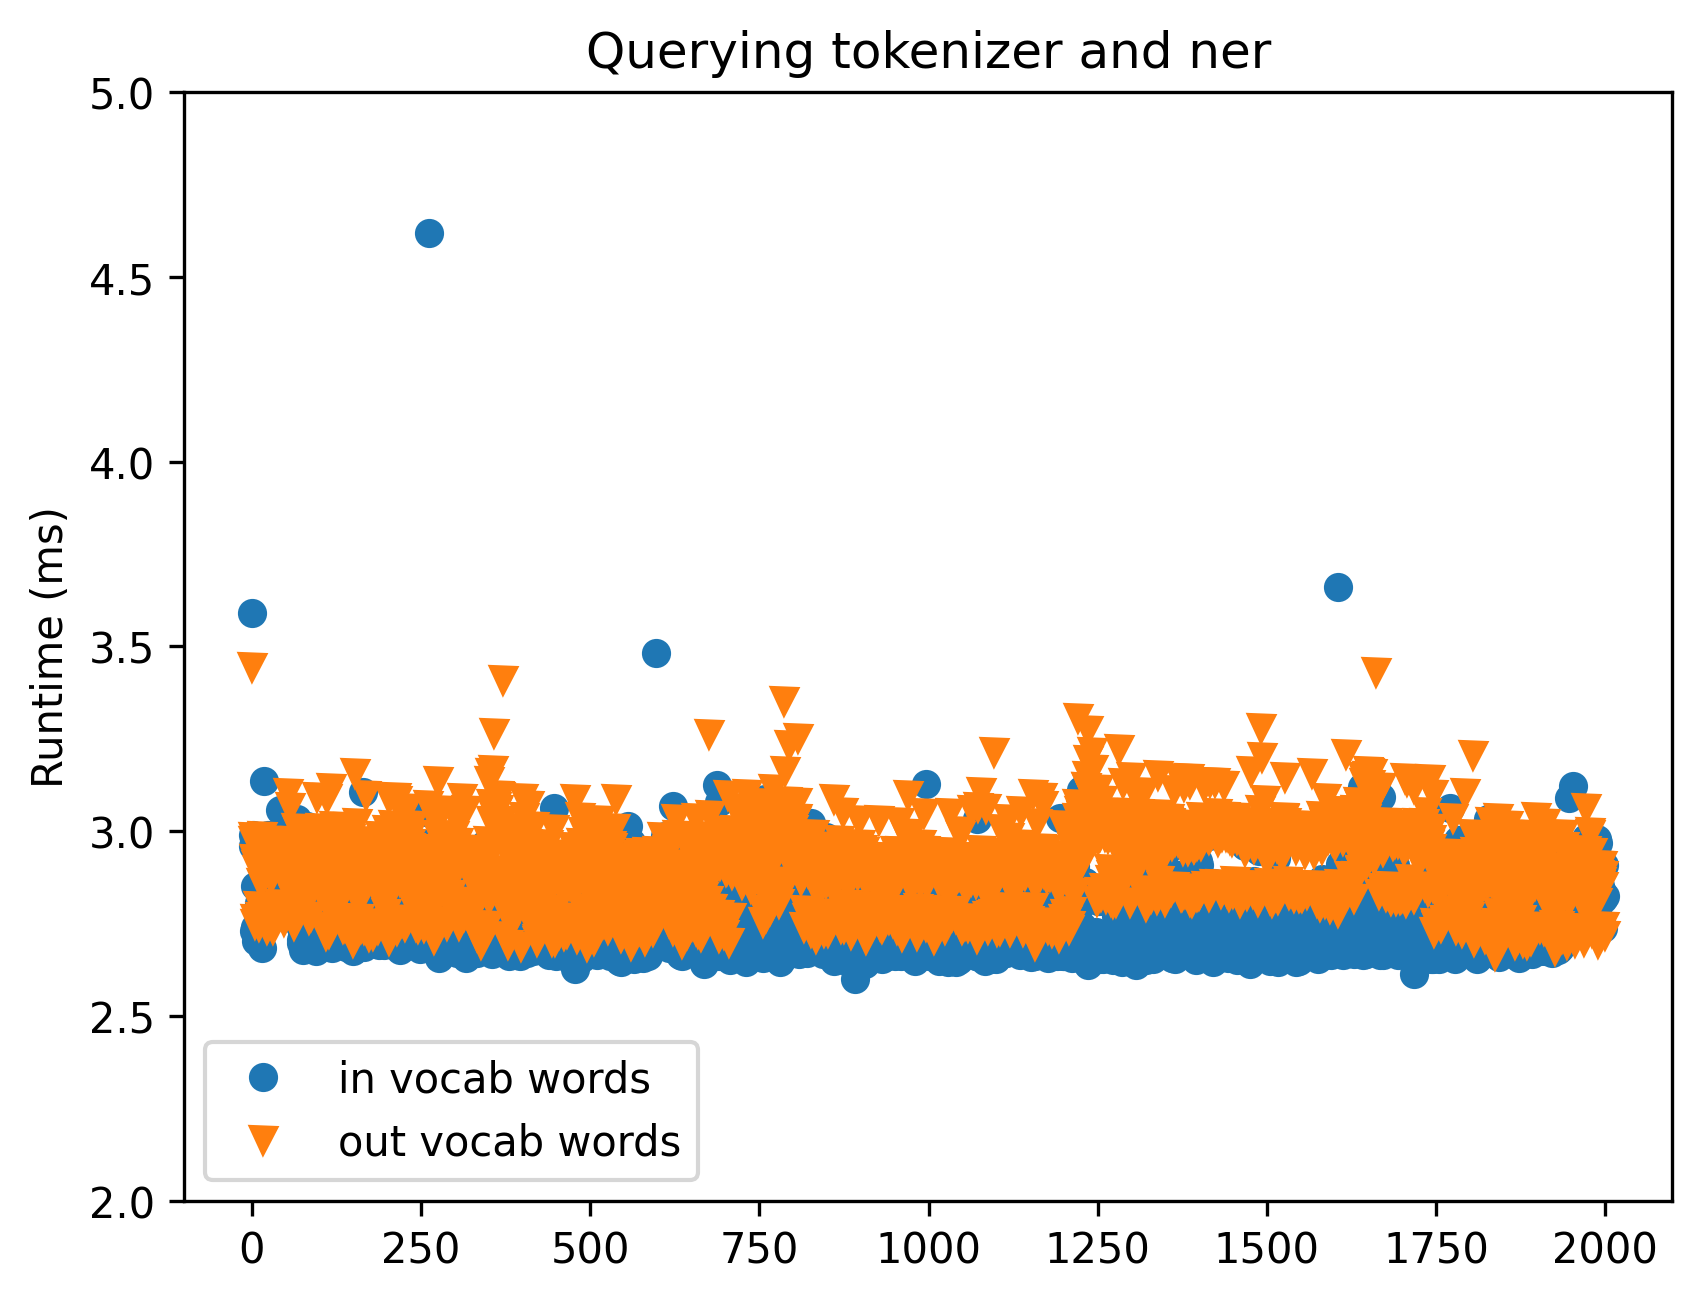 Querying tokenizer and ner
5.0
4.5
4.0
3.5
3.0
2.5
2.0
Runtime (ms)
in vocab words
out vocab words
0 250 500 750 1000 1250 1500 1750 2000